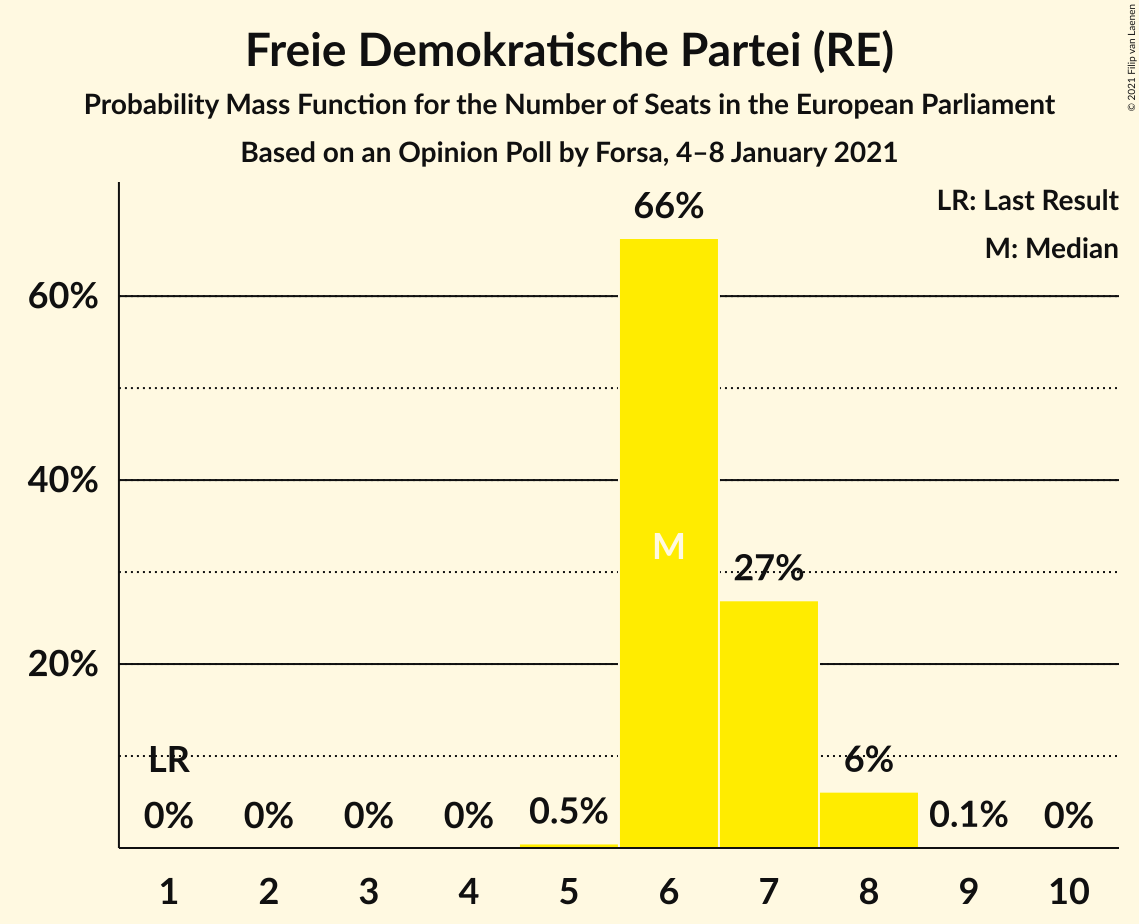 Freie Demokratische Partei (RE)
Probability Mass Function for the Number of Seats in the European Parliament
Based on an Opinion Poll by Forsa, 4–8 January 2021
© 2021 Filip van Laenen
LR: Last Result
M: Median
66%
60%
40%
M
27%
20%
LR
6%
0%
0%
0%
0%
0.5%
0.1%
0%
1 2 3 4 5 6 7 8 9 10